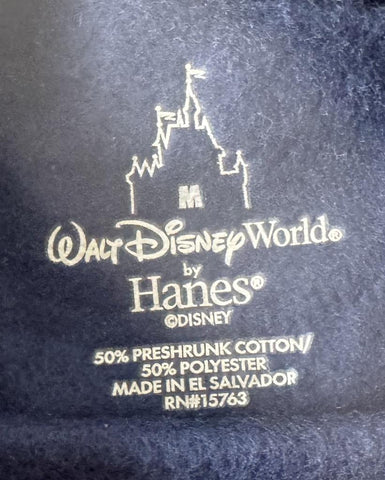 M
WALT DISNEY World®
by
Hanes®
©DISNEY
50% PRESHRUNK COTTON/
50% POLYESTER
MADE IN EL SALVADOR
RN#15763